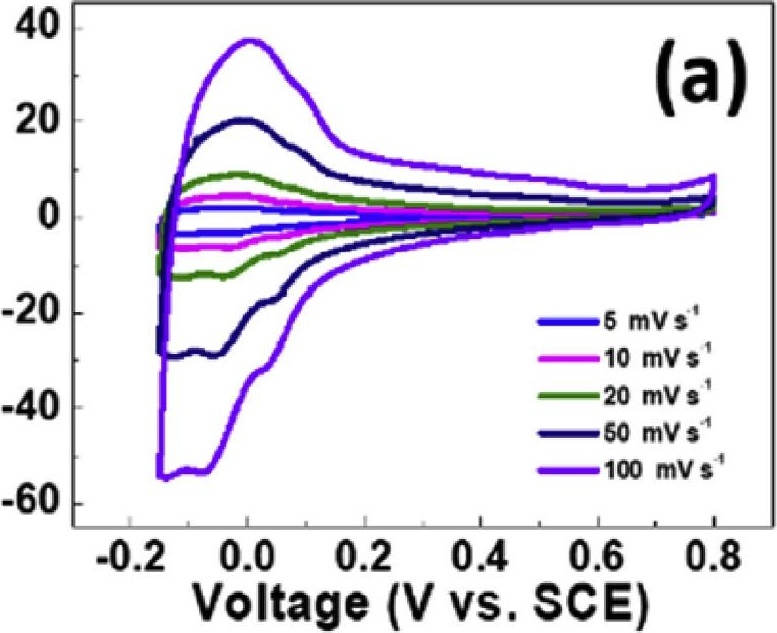 40
20
0
-20
-40
-60
(a)
5 mV s⁻¹
10 mV s⁻¹
20 mV s⁻¹
50 mV s⁻¹
100 mV s⁻¹
-0.2 0.0 0.2 0.4 0.6 0.8
Voltage (V vs. SCE)